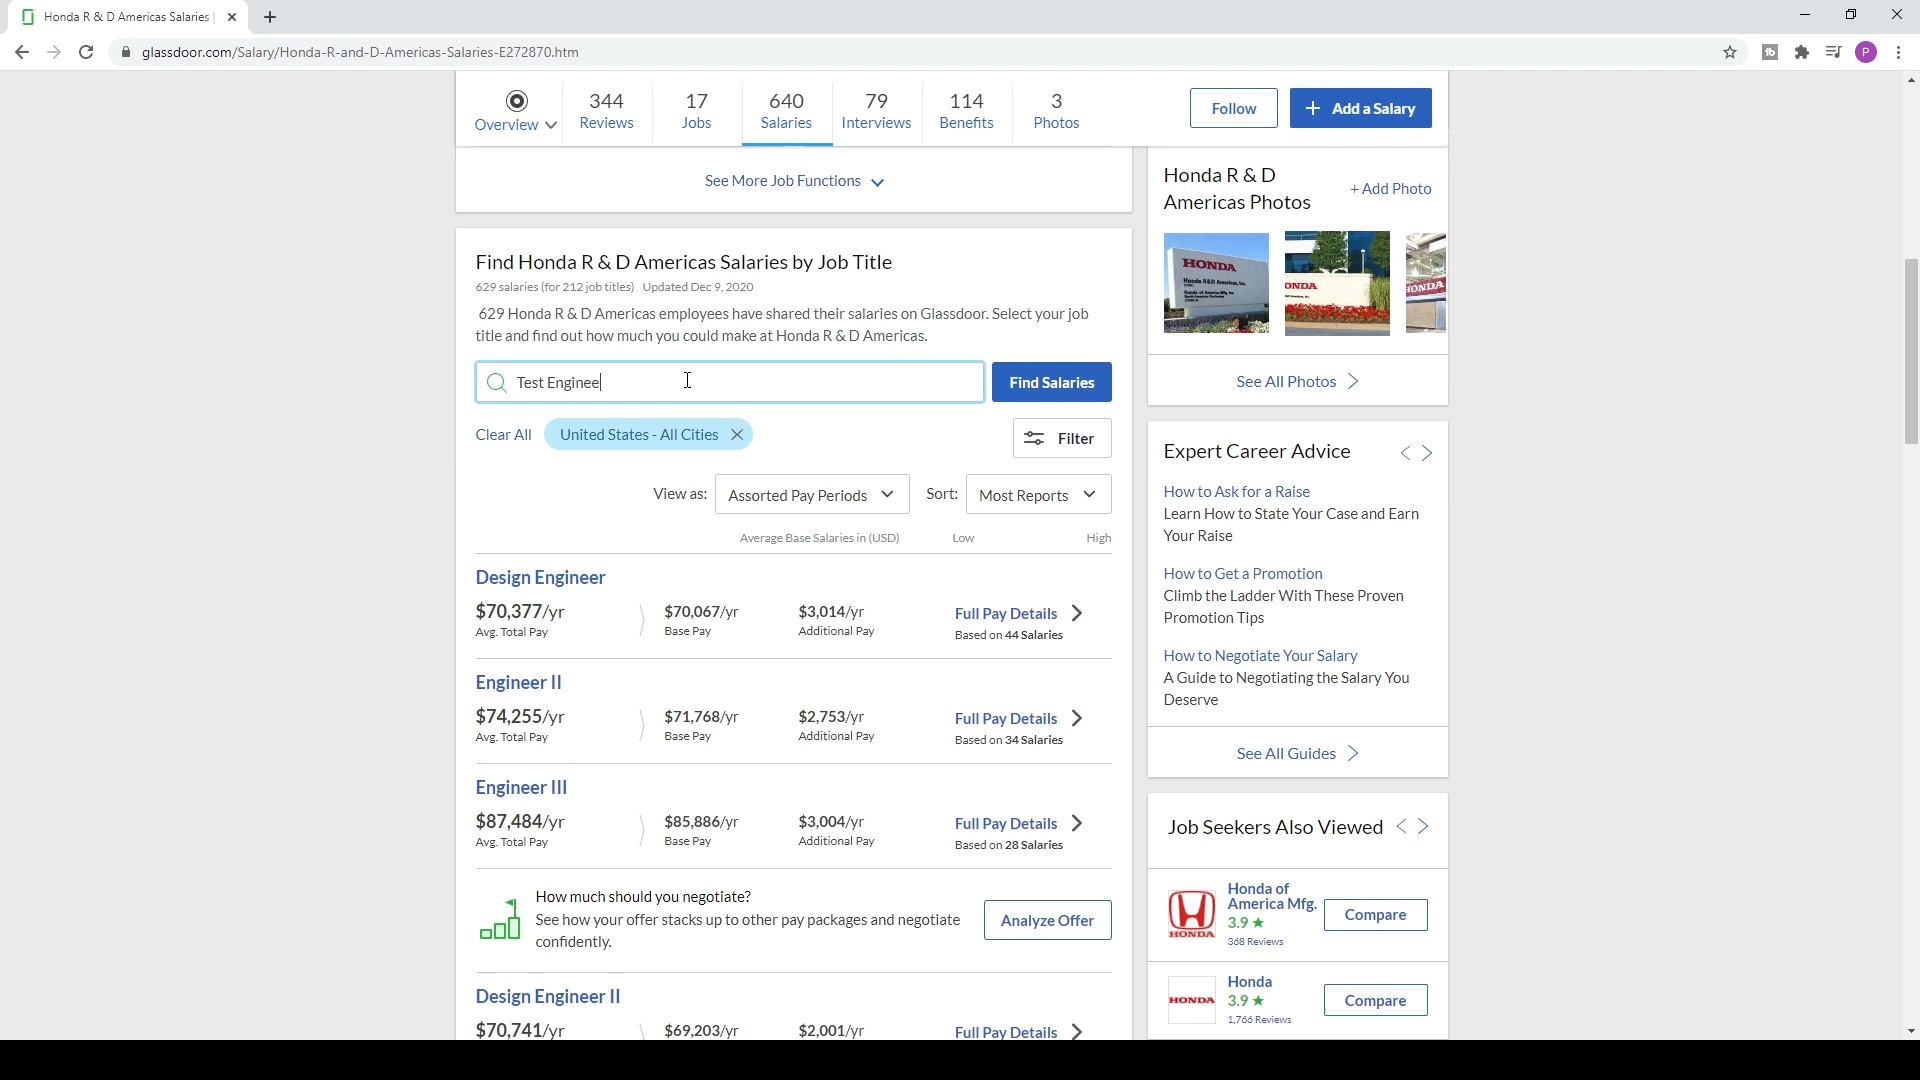 Honda R & D Americas Salaries |
glassdoor.com/Salary/Honda-R-and-D-Americas-Salaries-E272870.htm
P
Overview
344
Reviews
17
Jobs
640
Salaries
79
Interviews
114
Benefits
3
Photos
Follow
+ Add a Salary
See More Job Functions
Find Honda R & D Americas Salaries by Job Title
629 salaries (for 212 job titles) Updated Dec 9, 2020
629 Honda R & D Americas employees have shared their salaries on Glassdoor. Select your job
title and find out how much you could make at Honda R & D Americas.
Test Enginee
Find Salaries
Clear All
United States - All Cities
Filter
View as:
Assorted Pay Periods
Sort:
Most Reports
Average Base Salaries in (USD)
Low
High
Design Engineer
$70,377/yr
Avg. Total Pay
$70,067/yr
Base Pay
$3,014/yr
Additional Pay
Full Pay Details
Based on 44 Salaries
Engineer II
$74,255/yr
Avg. Total Pay
$71,768/yr
Base Pay
$2,753/yr
Additional Pay
Full Pay Details
Based on 34 Salaries
Engineer III
$87,484/yr
Avg. Total Pay
$85,886/yr
Base Pay
$3,004/yr
Additional Pay
Full Pay Details
Based on 28 Salaries
How much should you negotiate?
See how your offer stacks up to other pay packages and negotiate
confidently.
Analyze Offer
Design Engineer II
$70,741/yr
$69,203/yr
$2,001/yr
Full Pay Details
Honda R & D
Americas Photos
+ Add Photo
HONDA
Honda R&D Americas, Inc.
ONDA
HONDA
See All Photos
Expert Career Advice
How to Ask for a Raise
Learn How to State Your Case and Earn
Your Raise
How to Get a Promotion
Climb the Ladder With These Proven
Promotion Tips
How to Negotiate Your Salary
A Guide to Negotiating the Salary You
Deserve
See All Guides
Job Seekers Also Viewed
HONDA
Honda of
America Mfg.
3.9 ★
368 Reviews
Compare
HONDA
Honda
3.9 ★
1,766 Reviews
Compare